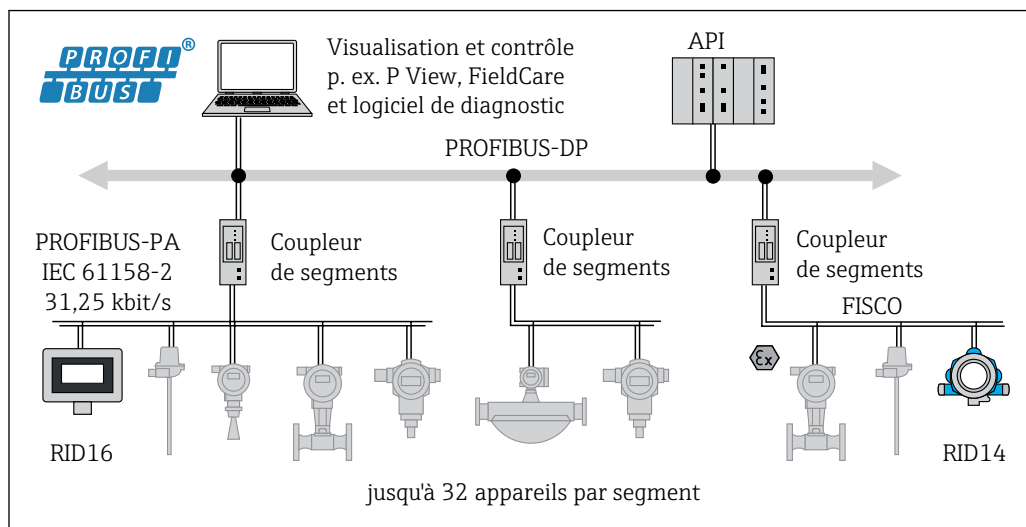 PROFI
BUS
®
Visualisation et contrôle
p. ex. P View, FieldCare
et logiciel de diagnostic
API
PROFIBUS-DP
PROFIBUS-PA
IEC 61158-2
31,25 kbit/s
Coupleur
de segments
Coupleur
de segments
Coupleur
de segments
FISCO
Ex
RID16
RID14
jusqu'à 32 appareils par segment